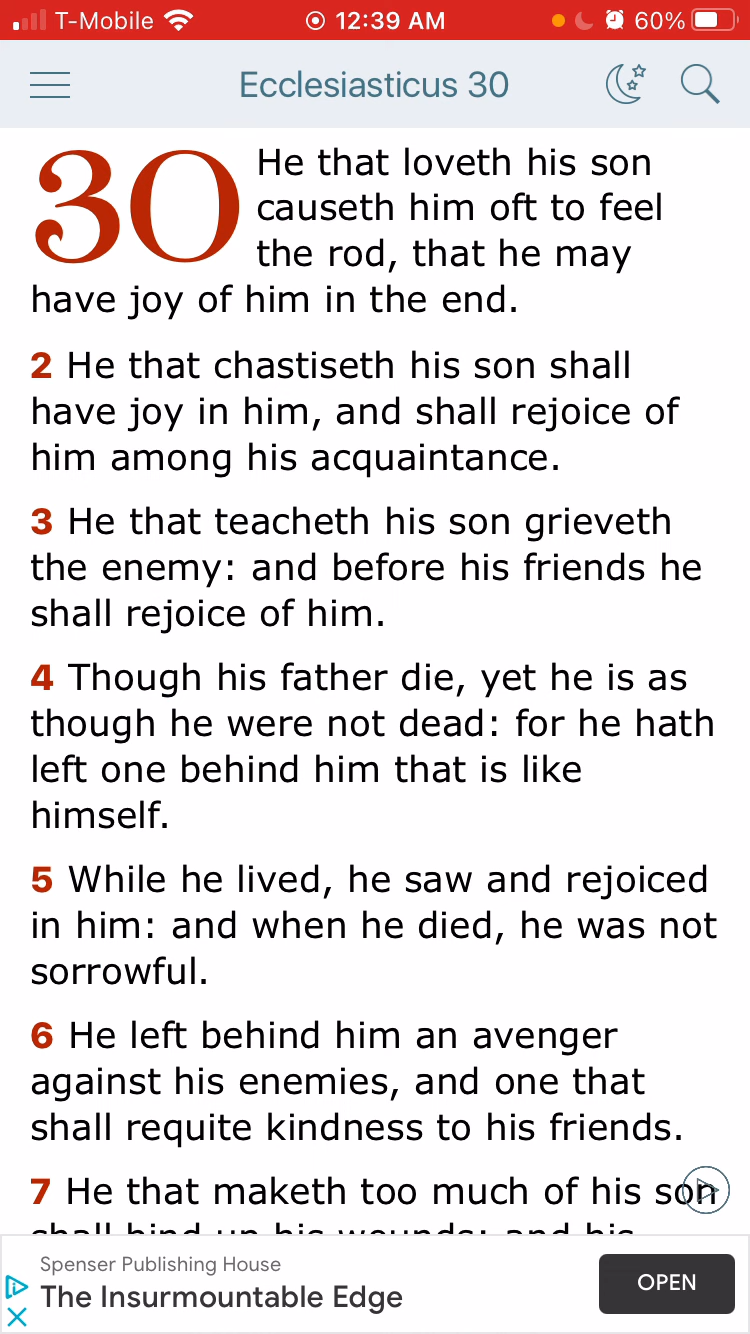 T-Mobile 12:39 AM 60%
Ecclesiasticus 30
30 He that loveth his son
causeth him oft to feel
the rod, that he may
have joy of him in the end.
2 He that chastiseth his son shall
have joy in him, and shall rejoice of
him among his acquaintance.
3 He that teacheth his son grieveth
the enemy: and before his friends he
shall rejoice of him.
4 Though his father die, yet he is as
though he were not dead: for he hath
left one behind him that is like
himself.
5 While he lived, he saw and rejoiced
in him: and when he died, he was not
sorrowful.
6 He left behind him an avenger
against his enemies, and one that
shall requite kindness to his friends.
7 He that maketh too much of his son
shall bind up his wounds; and his
Spenser Publishing House
The Insurmountable Edge
OPEN